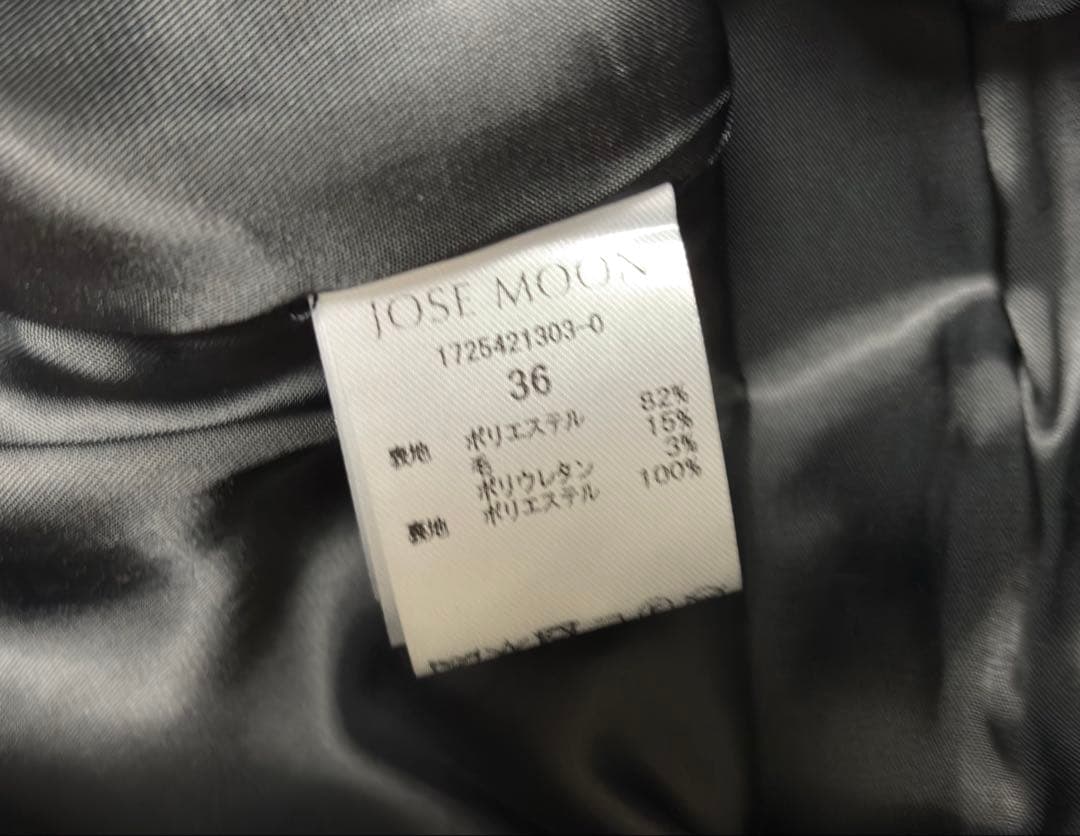 JOSE MOON
1725421303-0
36
表地 ポリエステル 82%
毛 15%
ポリウレタン 3%
裏地 ポリエステル 100%